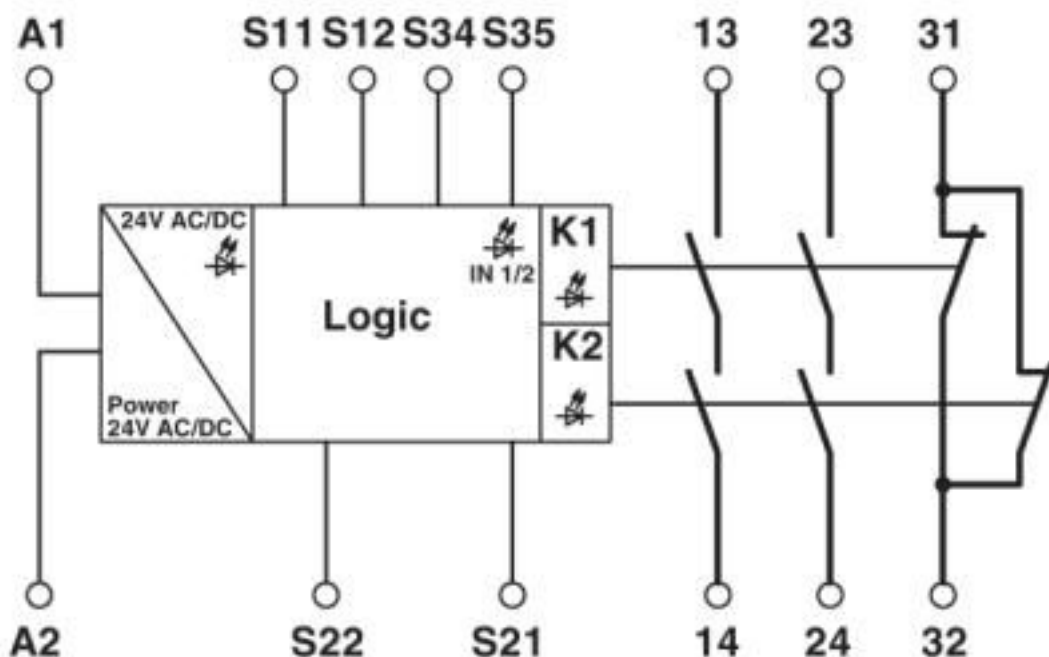 A1 S11 S12 S34 S35 13 23 31
24V AC/DC
K1
IN 1/2
Logic
K2
Power
24V AC/DC
A2 S22 S21 14 24 32